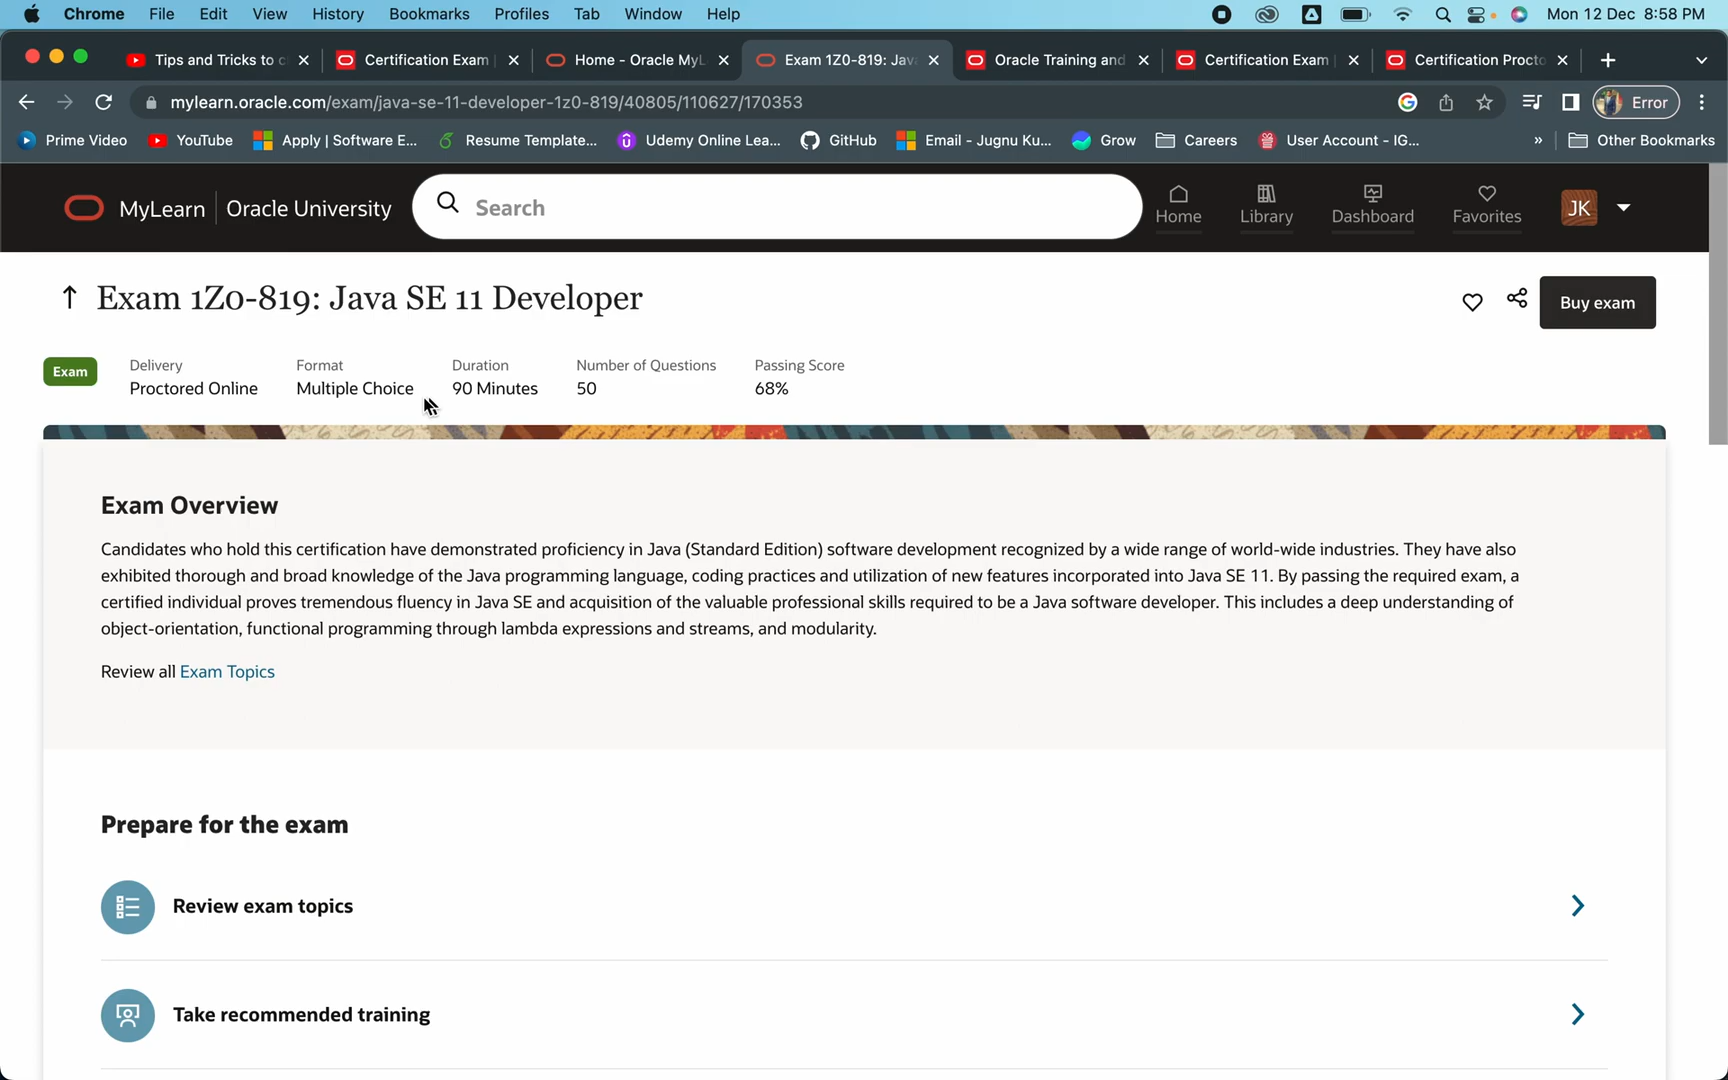 Chrome File Edit View History Bookmarks Profiles Tab Window Help Mon 12 Dec 8:58 PM
Tips and Tricks to c Certification Exam Home - Oracle MyL Exam 1Z0-819: Jav Oracle Training and Certification Exam Certification Procto
mylearn.oracle.com/exam/java-se-11-developer-1z0-819/40805/110627/170353 Error
Prime Video YouTube Apply | Software E... Resume Template... Udemy Online Lea... GitHub Email - Jugnu Ku... Grow Careers User Account - IG... » Other Bookmarks
MyLearn Oracle University Search Home Library Dashboard Favorites JK
Exam 1Z0-819: Java SE 11 Developer Buy exam
Exam Delivery Format Duration Number of Questions Passing Score
Proctored Online Multiple Choice 90 Minutes 50 68%
Exam Overview
Candidates who hold this certification have demonstrated proficiency in Java (Standard Edition) software development recognized by a wide range of world-wide industries. They have also
exhibited thorough and broad knowledge of the Java programming language, coding practices and utilization of new features incorporated into Java SE 11. By passing the required exam, a
certified individual proves tremendous fluency in Java SE and acquisition of the valuable professional skills required to be a Java software developer. This includes a deep understanding of
object-orientation, functional programming through lambda expressions and streams, and modularity.
Review all Exam Topics
Prepare for the exam
Review exam topics
Take recommended training